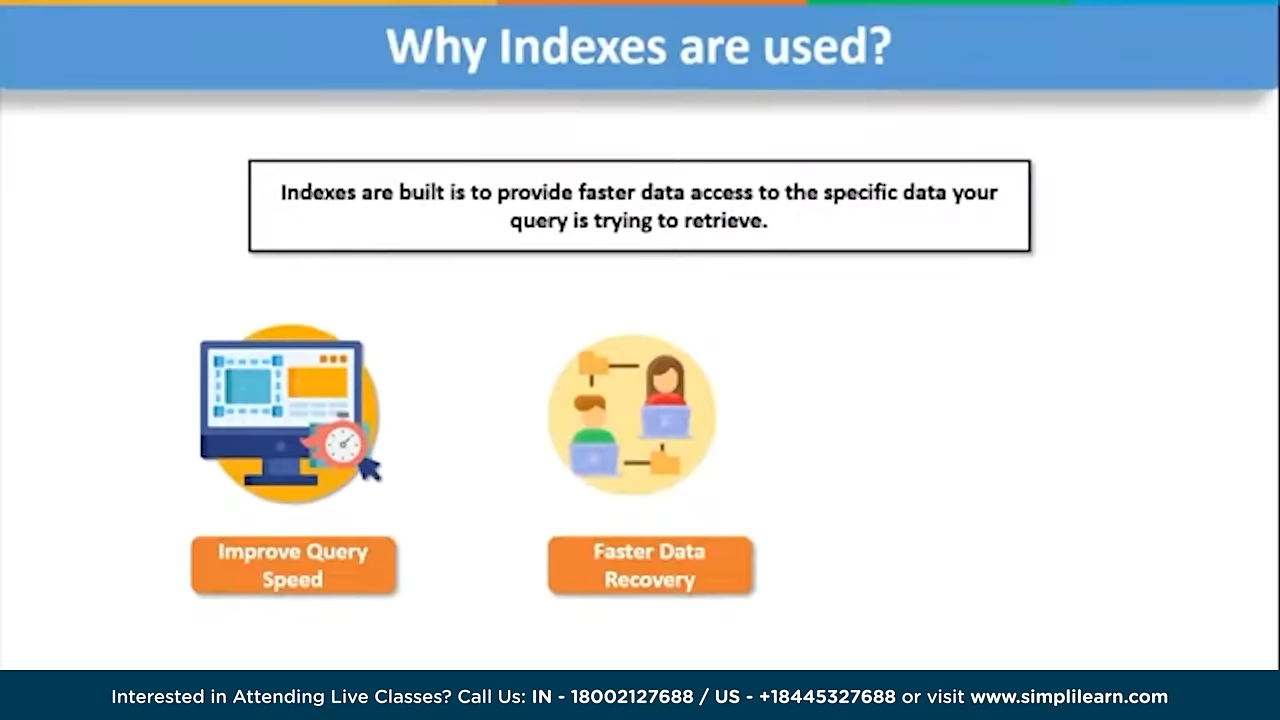 Why Indexes are used?
Indexes are built is to provide faster data access to the specific data your
query is trying to retrieve.
Improve Query
Speed
Faster Data
Recovery
Interested in Attending Live Classes? Call Us: IN - 18002127688 / US - +18445327688 or visit www.simplilearn.com